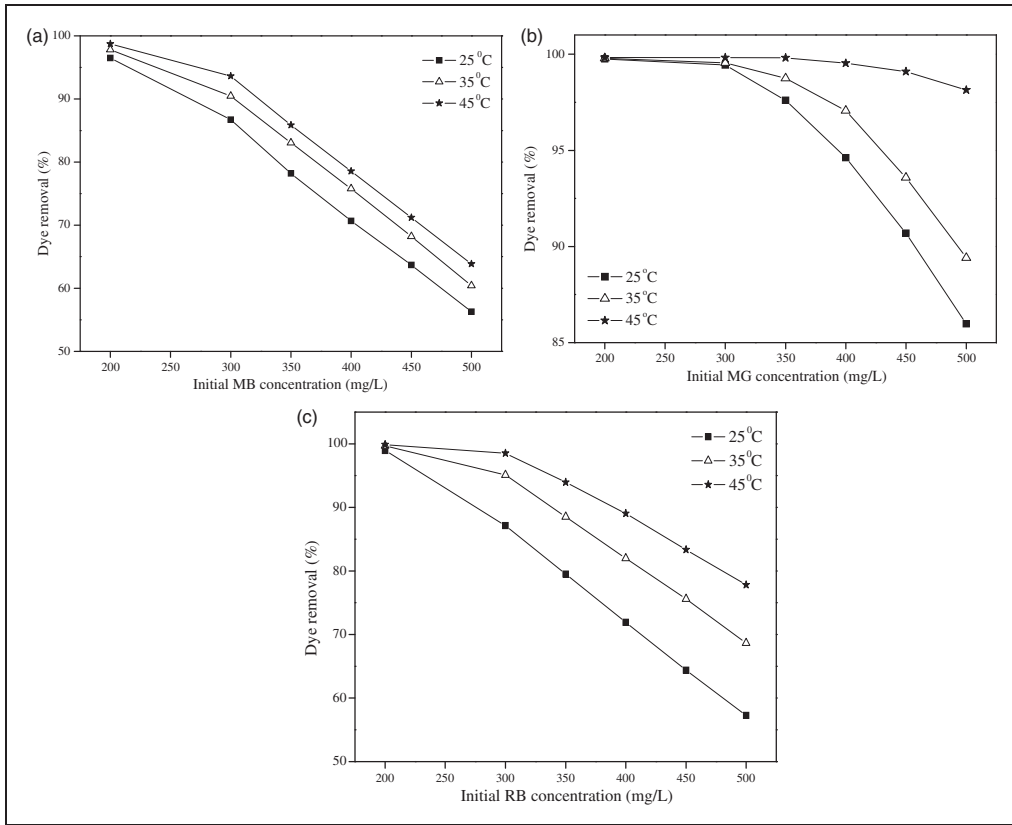 (a)
100
90
80
70
60
50
Dye removal (%)
25⁰C
35⁰C
45⁰C
200 250 300 350 400 450 500
Initial MB concentration (mg/L)
(b)
100
95
90
85
Dye removal (%)
25°C
35°C
45°C
200 250 300 350 400 450 500
Initial MG concentration (mg/L)
(c)
100
90
80
70
60
50
Dye removal (%)
25⁰C
35⁰C
45⁰C
200 250 300 350 400 450 500
Initial RB concentration (mg/L)